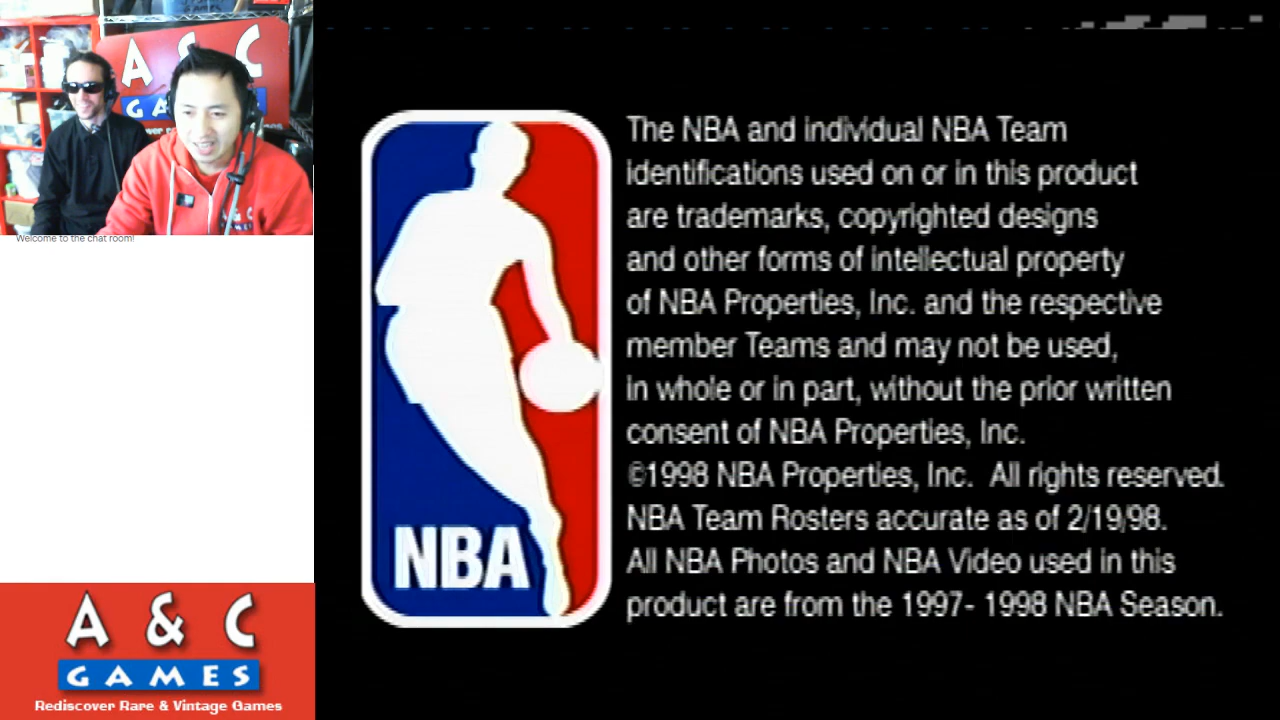 A & C
GAMES
Welcome to the chat room!
The NBA and individual NBA Team
identifications used on or in this product
are trademarks, copyrighted designs
and other forms of intellectual property
of NBA Properties, Inc. and the respective
member Teams and may not be used,
in whole or in part, without the prior written
consent of NBA Properties, Inc.
©1998 NBA Properties, Inc. All rights reserved.
NBA Team Rosters accurate as of 2/19/98.
All NBA Photos and NBA Video used in this
product are from the 1997- 1998 NBA Season.
NBA
A & C
GAMES
Rediscover Rare & Vintage Games